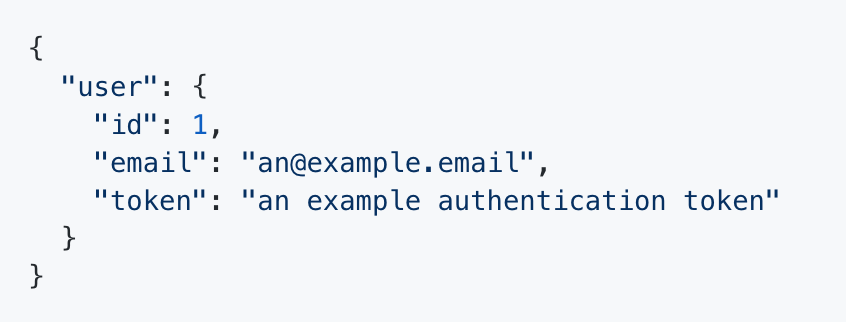 {
  "user": {
    "id": 1,
    "email": "an@example.email",
    "token": "an example authentication token"
  }
}